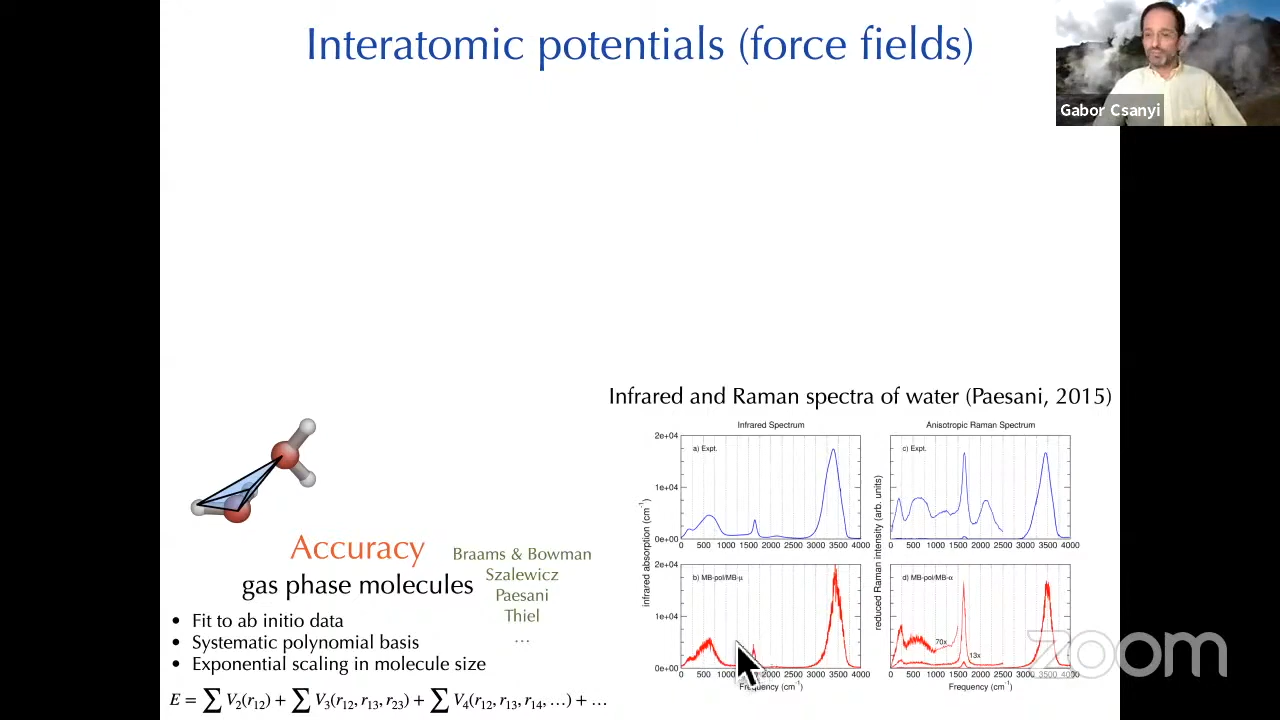 Interatomic potentials (force fields)
Gabor Csanyi
Infrared and Raman spectra of water (Paesani, 2015)
Infrared Spectrum
Anisotropic Raman Spectrum
2e+04
1e+04
0e+00
a) Expt.
0 500 1000 1500 2000 2500 3000 3500 4000
c) Expt.
0 500 1000 1500 2000 2500 3000 3500 4000
infrared absorption (cm⁻¹)
reduced Raman intensity (arb. units)
2e+04
1e+04
0e+00
b) MB-pol/MB-μ
0 500 1000 2000 2500 3000 3500 4000
Frequency (cm⁻¹)
d) MB-pol/MB-α
70x
13x
0 500 1000 1500 2000 2500 3000 3500 4000
Frequency (cm⁻¹)
Accuracy
gas phase molecules
Braams & Bowman
Szalewicz
Paesani
Thiel
...
• Fit to ab initio data
• Systematic polynomial basis
• Exponential scaling in molecule size
E = ∑ V₂(r₁₂) + ∑ V₃(r₁₂, r₁₃, r₂₃) + ∑ V₄(r₁₂, r₁₃, r₁₄, …) + …
zoom